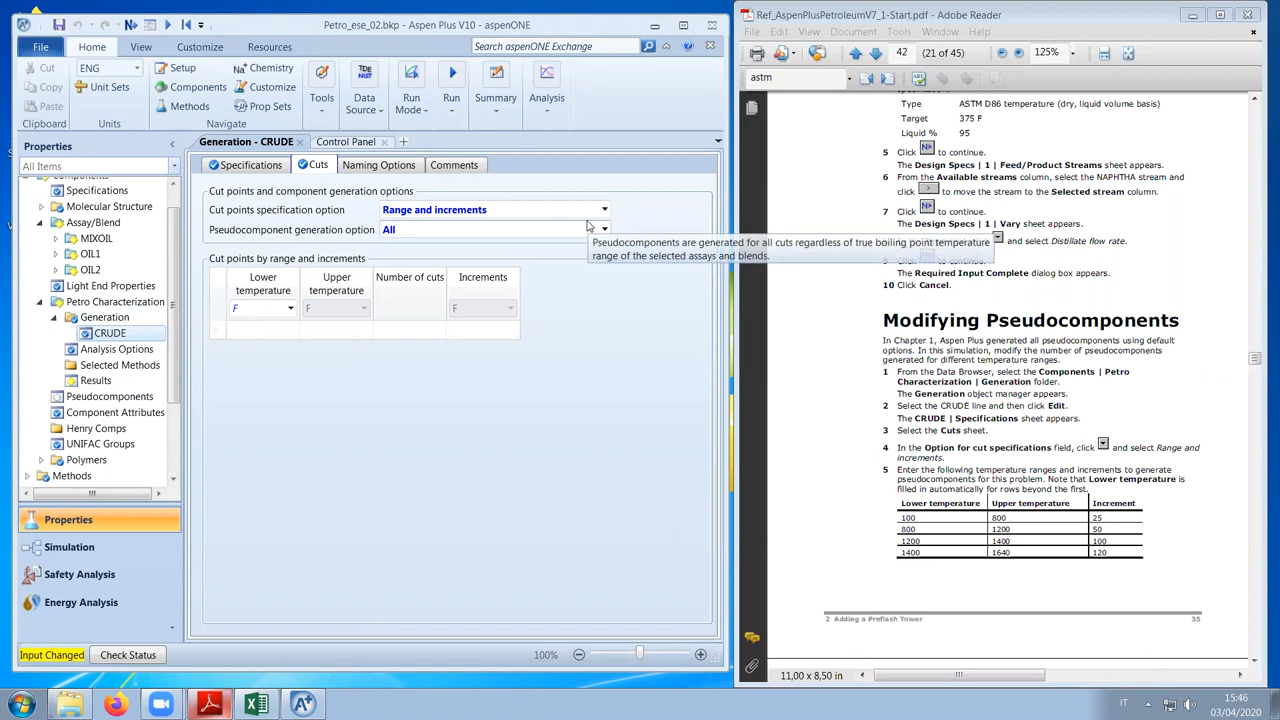 Petro_ese_02.bkp - Aspen Plus V10 - aspenONE
File Home View Customize Resources
Search aspenONE Exchange
Cut ENG Setup Chemistry
Copy Unit Sets Components Customize Tools Data Source Run Mode Run Summary Analysis
Paste Methods Prop Sets
Clipboard Units Navigate
Properties
All Items
Components
Specifications
Molecular Structure
Assay/Blend
MIXOIL
OIL1
OIL2
Light End Properties
Petro Characterization
Generation
CRUDE
Analysis Options
Selected Methods
Results
Pseudocomponents
Component Attributes
Henry Comps
UNIFAC Groups
Polymers
Methods
Properties
Simulation
Safety Analysis
Energy Analysis
Generation - CRUDE Control Panel
Specifications Cuts Naming Options Comments
Cut points and component generation options
Cut points specification option Range and increments
Pseudocomponent generation option All
Pseudocomponents are generated for all cuts regardless of true boiling point temperature
range of the selected assays and blends.
Cut points by range and increments
Lower temperature Upper temperature Number of cuts Increments
F F F
Input Changed Check Status 100%
Ref_AspenPlusPetroleumV7_1-Start.pdf - Adobe Reader
File Edit View Document Tools Window Help
42 (21 of 45) 125%
astm
Type ASTM D86 temperature (dry, liquid volume basis)
Target 375 F
Liquid % 95
5 Click N> to continue.
The Design Specs | 1 | Feed/Product Streams sheet appears.
6 From the Available streams column, select the NAPHTHA stream and
click > to move the stream to the Selected stream column.
7 Click N> to continue.
The Design Specs | 1 | Vary sheet appears.
and select Distillate flow rate.
The Required Input Complete dialog box appears.
10 Click Cancel.
Modifying Pseudocomponents
In Chapter 1, Aspen Plus generated all pseudocomponents using default
options. In this simulation, modify the number of pseudocomponents
generated for different temperature ranges.
1 From the Data Browser, select the Components | Petro
Characterization | Generation folder.
The Generation object manager appears.
2 Select the CRUDE line and then click Edit.
The CRUDE | Specifications sheet appears.
3 Select the Cuts sheet.
4 In the Option for cut specifications field, click and select Range and
increments.
5 Enter the following temperature ranges and increments to generate
pseudocomponents for this problem. Note that Lower temperature is
filled in automatically for rows beyond the first.
Lower temperature Upper temperature Increment
100 800 25
800 1200 50
1200 1400 100
1400 1640 120
2 Adding a Preflash Tower 35
11,00 x 8,50 in
IT 15:46
03/04/2020